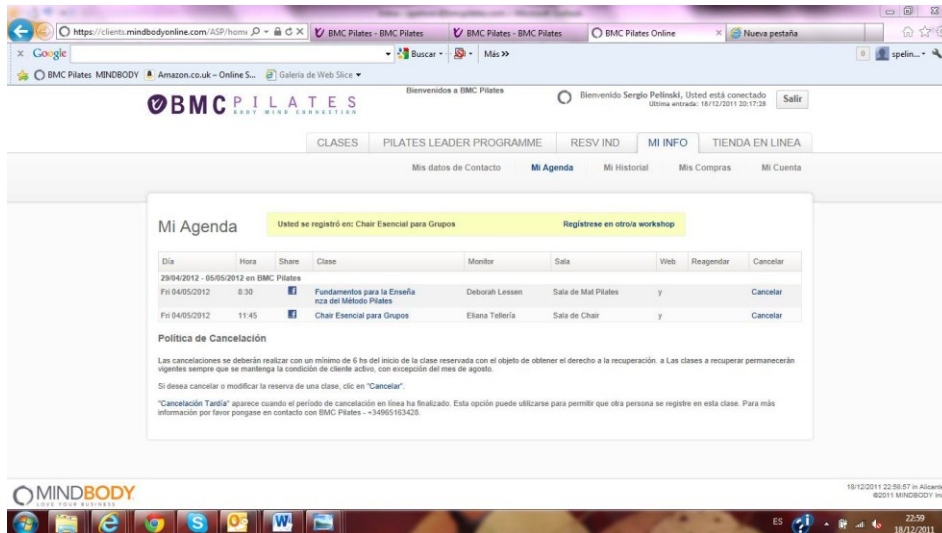 https://clients.mindbodyonline.com/ASP/home
BMC Pilates - BMC Pilates
BMC Pilates - BMC Pilates
BMC Pilates Online
Nueva pestaña
Google
Buscar
Más >>
0
spelin...
BMC Pilates MINDBODY
Amazon.co.uk – Online S...
Galería de Web Slice
BMC PILATES
BODY MIND CONNECTION
Bienvenidos a BMC Pilates
Bienvenido Sergio Pelinski, Usted está conectado
Ultima entrada: 18/12/2011 20:17:28
Salir
CLASES PILATES LEADER PROGRAMME RESV IND MI INFO TIENDA EN LINEA
Mis datos de Contacto Mi Agenda Mi Historial Mis Compras Mi Cuenta
Mi Agenda
Usted se registró en: Chair Esencial para Grupos
Regístrese en otro/a workshop
Día Hora Share Clase Monitor Sala Web Reagendar Cancelar
29/04/2012 - 05/05/2012 en BMC Pilates
Fri 04/05/2012 8:30 Fundamentos para la Enseña Deborah Lessen Sala de Mat Pilates y Cancelar
nza del Método Pilates
Fri 04/05/2012 11:45 Chair Esencial para Grupos Eliana Tellería Sala de Chair y Cancelar
Política de Cancelación
Las cancelaciones se deberán realizar con un mínimo de 6 hs del inicio de la clase reservada con el objeto de obtener el derecho a la recuperación. a Las clases a recuperar permanecerán
vigentes siempre que se mantenga la condición de cliente activo, con excepción del mes de agosto.
Si desea cancelar o modificar la reserva de una clase, clic en "Cancelar".
"Cancelación Tardía" aparece cuando el período de cancelación en línea ha finalizado. Esta opción puede utilizarse para permitir que otra persona se registre en esta clase. Para más
información por favor pongase en contacto con BMC Pilates - +34965163428.
MINDBODY
LOVE YOUR BUSINESS
18/12/2011 22:59:57 in Alicante
©2011 MINDBODY
ES
22:59
18/12/2011